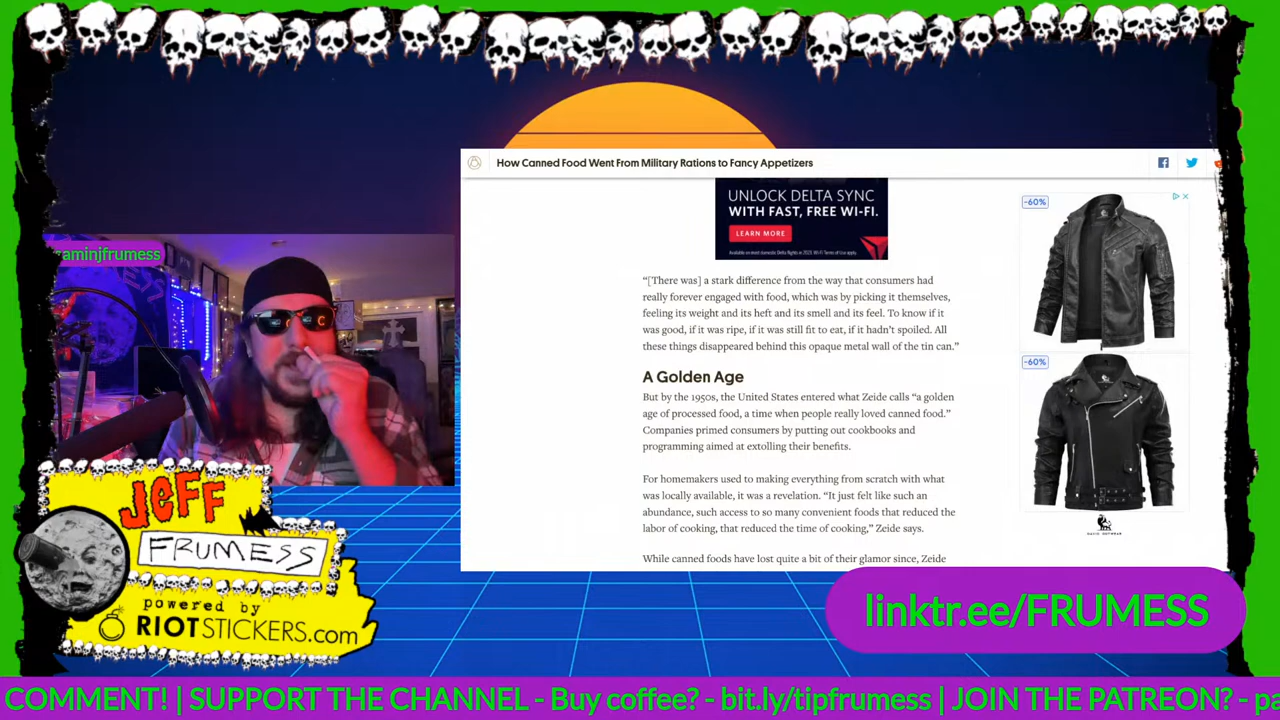 How Canned Food Went From Military Rations to Fancy Appetizers
UNLOCK DELTA SYNC
WITH FAST, FREE WI-FI.
LEARN MORE
-60%
-60%
“[There was] a stark difference from the way that consumers had
really forever engaged with food, which was by picking it themselves,
feeling its weight and its heft and its smell and its feel. To know if it
was good, if it was ripe, if it was still fit to eat, if it hadn’t spoiled. All
these things disappeared behind this opaque metal wall of the tin can.”
A Golden Age
But by the 1950s, the United States entered what Zeide calls “a golden
age of processed food, a time when people really loved canned food.”
Companies primed consumers by putting out cookbooks and
programming aimed at extolling their benefits.
For homemakers used to making everything from scratch with what
was locally available, it was a revelation. “It just felt like such an
abundance, such access to so many convenient foods that reduced the
labor of cooking, that reduced the time of cooking,” Zeide says.
While canned foods have lost quite a bit of their glamor since, Zeide
saminjfrumess
JEFF
FRUMESS
powered by
RIOTSTICKERS.com
linktr.ee/FRUMESS
COMMENT! | SUPPORT THE CHANNEL - Buy coffee? - bit.ly/tipfrumess | JOIN THE PATREON? - pa